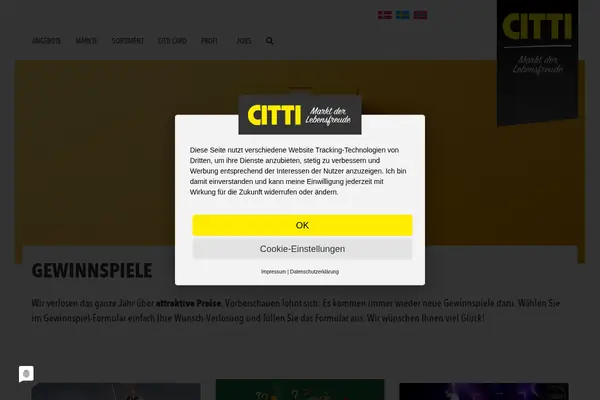 CITTI
Markt der
Lebensfreude
ANGEBOTE MÄRKTE SORTIMENT CITTI CARD PROFI JOBS
CITTI Markt der
Lebensfreude
Diese Seite nutzt verschiedene Website Tracking-Technologien von
Dritten, um ihre Dienste anzubieten, stetig zu verbessern und
Werbung entsprechend der Interessen der Nutzer anzuzeigen. Ich bin
damit einverstanden und kann meine Einwilligung jederzeit mit
Wirkung für die Zukunft widerrufen oder ändern.
OK
Cookie-Einstellungen
Impressum | Datenschutzerklärung
GEWINNSPIELE
Wir verlosen das ganze Jahr über attraktive Preise. Vorbeischauen lohnt sich: Es kommen immer wieder neue Gewinnspiele dazu. Wählen Sie
im Gewinnspiel-Formular einfach Ihre Wunsch-Verlosung und füllen Sie das Formular aus. Wir wünschen Ihnen viel Glück!